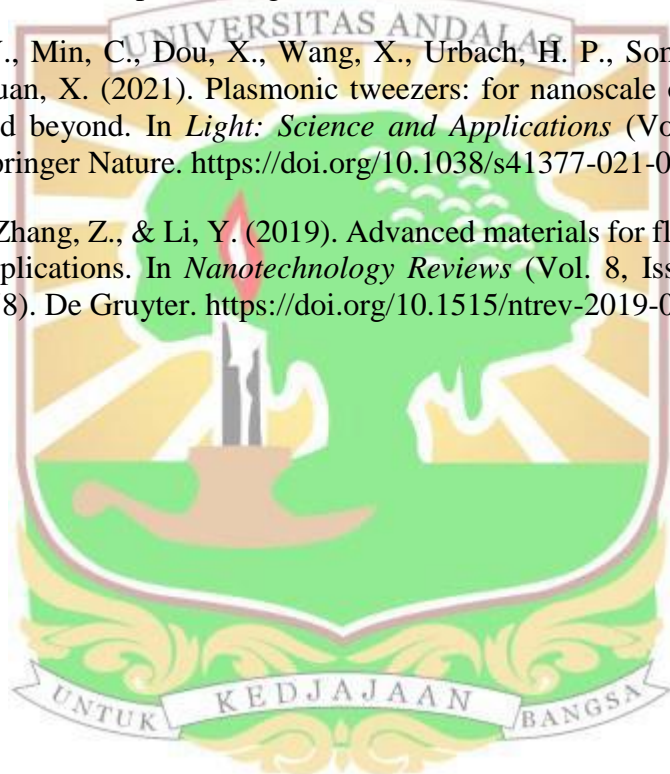 UNIVERSITAS ANDALAS
Min, C., Dou, X., Wang, X., Urbach, H. P., Som
uan, X. (2021). Plasmonic tweezers: for nanoscale
d beyond. In Light: Science and Applications (Vo
pringer Nature. https://doi.org/10.1038/s41377-021-0
Zhang, Z., & Li, Y. (2019). Advanced materials for fl
plications. In Nanotechnology Reviews (Vol. 8, Iss
8). De Gruyter. https://doi.org/10.1515/ntrev-2019-0
UNTUK KEDJAJAAN BANGSA